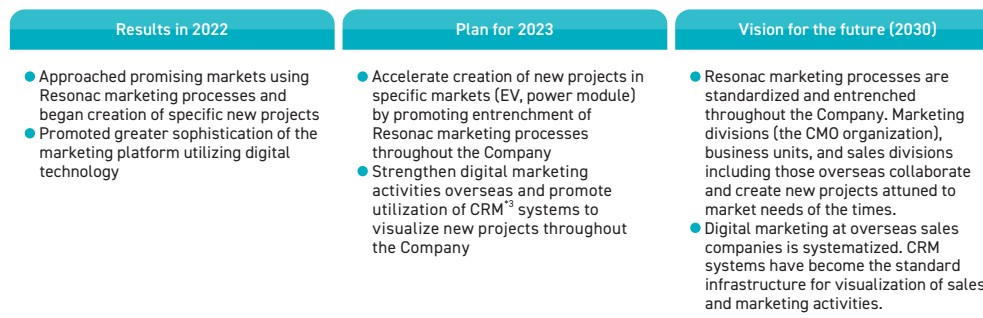 Results in 2022
● Approached promising markets using
Resonac marketing processes and
began creation of specific new projects
● Promoted greater sophistication of the
marketing platform utilizing digital
technology
Plan for 2023
● Accelerate creation of new projects in
specific markets (EV, power module)
by promoting entrenchment of
Resonac marketing processes
throughout the Company
● Strengthen digital marketing
activities overseas and promote
utilization of CRM*3 systems to
visualize new projects throughout
the Company
Vision for the future (2030)
● Resonac marketing processes are
standardized and entrenched
throughout the Company. Marketing
divisions (the CMO organization),
business units, and sales divisions
including those overseas collaborate
and create new projects attuned to
market needs of the times.
● Digital marketing at overseas sales
companies is systematized. CRM
systems have become the standard
infrastructure for visualization of sales
and marketing activities.